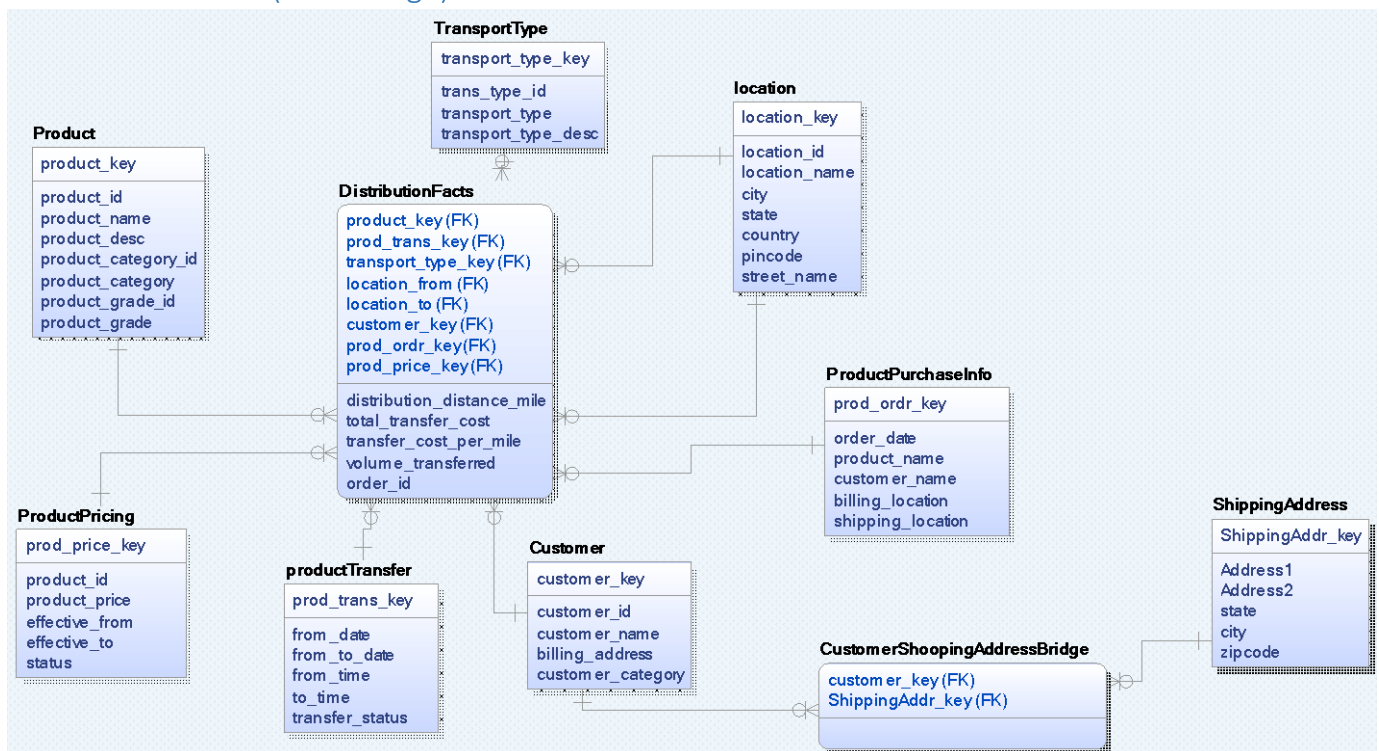 TransportType
transport_type_key
trans_type_id
transport_type
transport_type_desc
location
location_key
location_id
location_name
city
state
country
pincode
street_name
Product
product_key
product_id
product_name
product_desc
product_category_id
product_category
product_grade_id
product_grade
DistributionFacts
product_key(FK)
prod_trans_key(FK)
transport_type_key(FK)
location_from (FK)
location_to (FK)
customer_key(FK)
prod_ordr_key(FK)
prod_price_key(FK)
distribution_distance_mile
total_transfer_cost
transfer_cost_per_mile
volume_transferred
order_id
ProductPurchaseInfo
prod_ordr_key
order_date
product_name
customer_name
billing_location
shipping_location
ProductPricing
prod_price_key
product_id
product_price
effective_from
effective_to
status
productTransfer
prod_trans_key
from_date
from_to_date
from_time
to_time
transfer_status
Customer
customer_key
customer_id
customer_name
billing_address
customer_category
ShippingAddress
ShippingAddr_key
Address1
Address2
state
city
zipcode
CustomerShoopingAddressBridge
customer_key(FK)
ShippingAddr_key(FK)